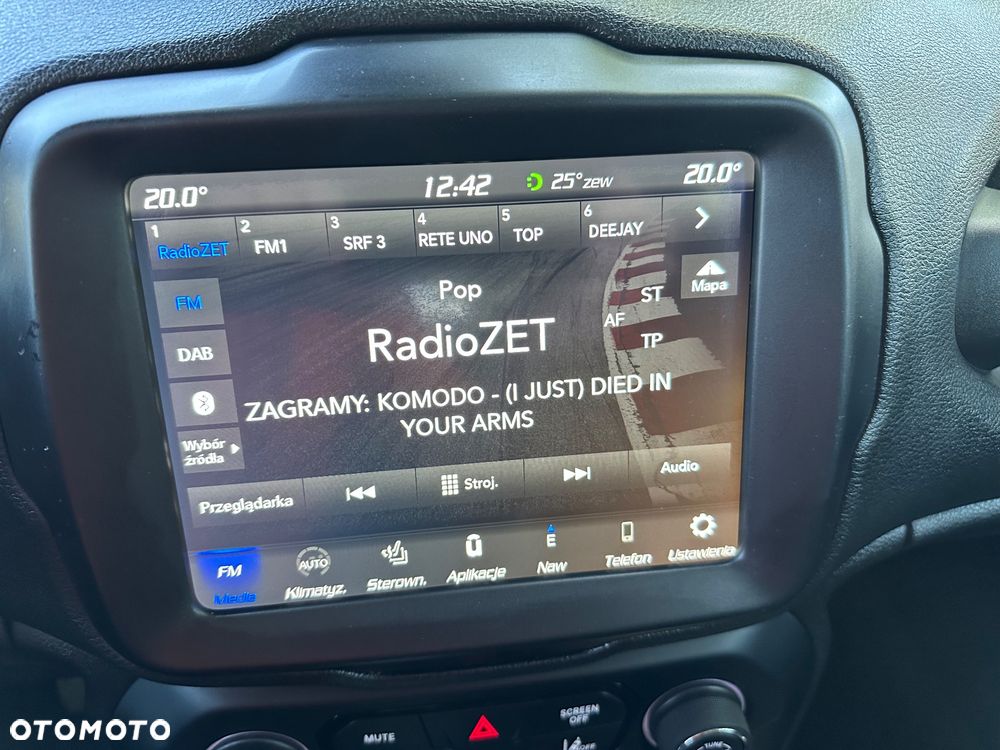 20.0°
12:42
25°zew
20.0°
1
RadioZET
2
FM1
3
SRF 3
4
RETE UNO
5
TOP
6
DEEJAY
Mapa
FM
DAB
Wybór
źródła
Pop
RadioZET
ST
AF
TP
ZAGRAMY: KOMODO - (I JUST) DIED IN
YOUR ARMS
Przeglądarka
Stroj.
Audio
FM
Media
AUTO
Klimatyz.
Sterown.
Aplikacje
E
Naw
Telefon
Ustawienia
MUTE
SCREEN
OFF
OFF
TUNE
OTOMOTO